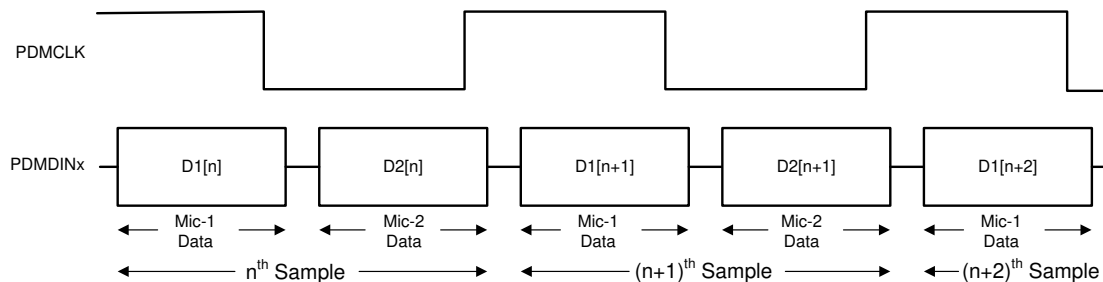 PDMCLK
PDMDINx
D1[n]
D2[n]
D1[n+1]
D2[n+1]
D1[n+2]
Mic-1
Data
Mic-2
Data
Mic-1
Data
Mic-2
Data
Mic-1
Data
nth Sample
(n+1)th Sample
(n+2)th Sample